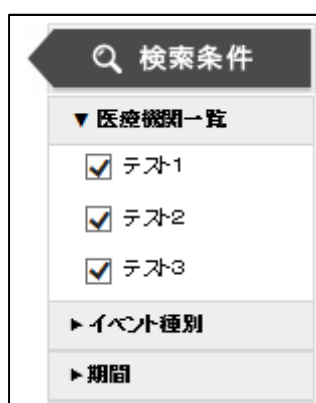 検索条件
▼医療機関一覧
テスト1
テスト2
テスト3
▶イベント種別
▶期間